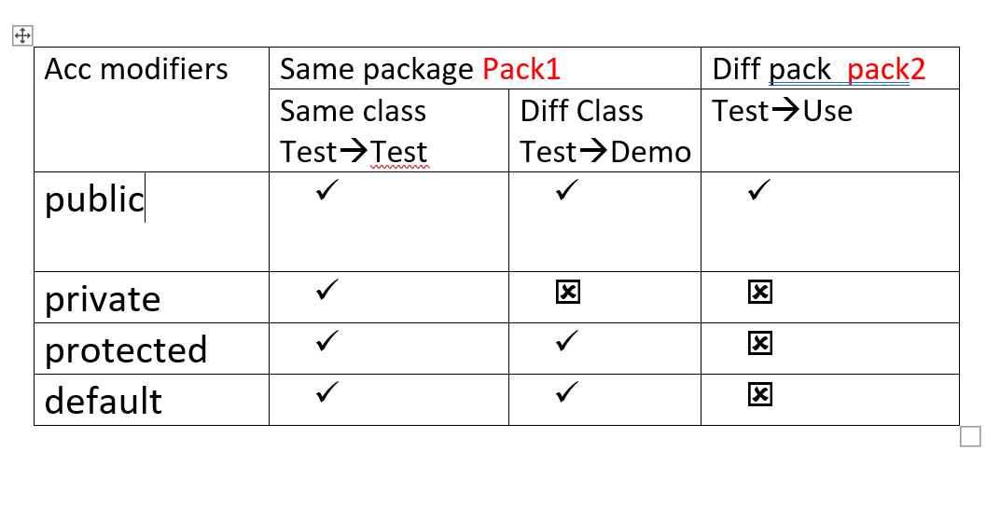 Acc modifiers
Same package Pack1
Diff pack  pack2
Same class
Test→Test
Diff Class
Test→Demo
Test→Use
public ✓ ✓ ✓
private ✓ ☒ ☒
protected ✓ ✓ ☒
default ✓ ✓ ☒